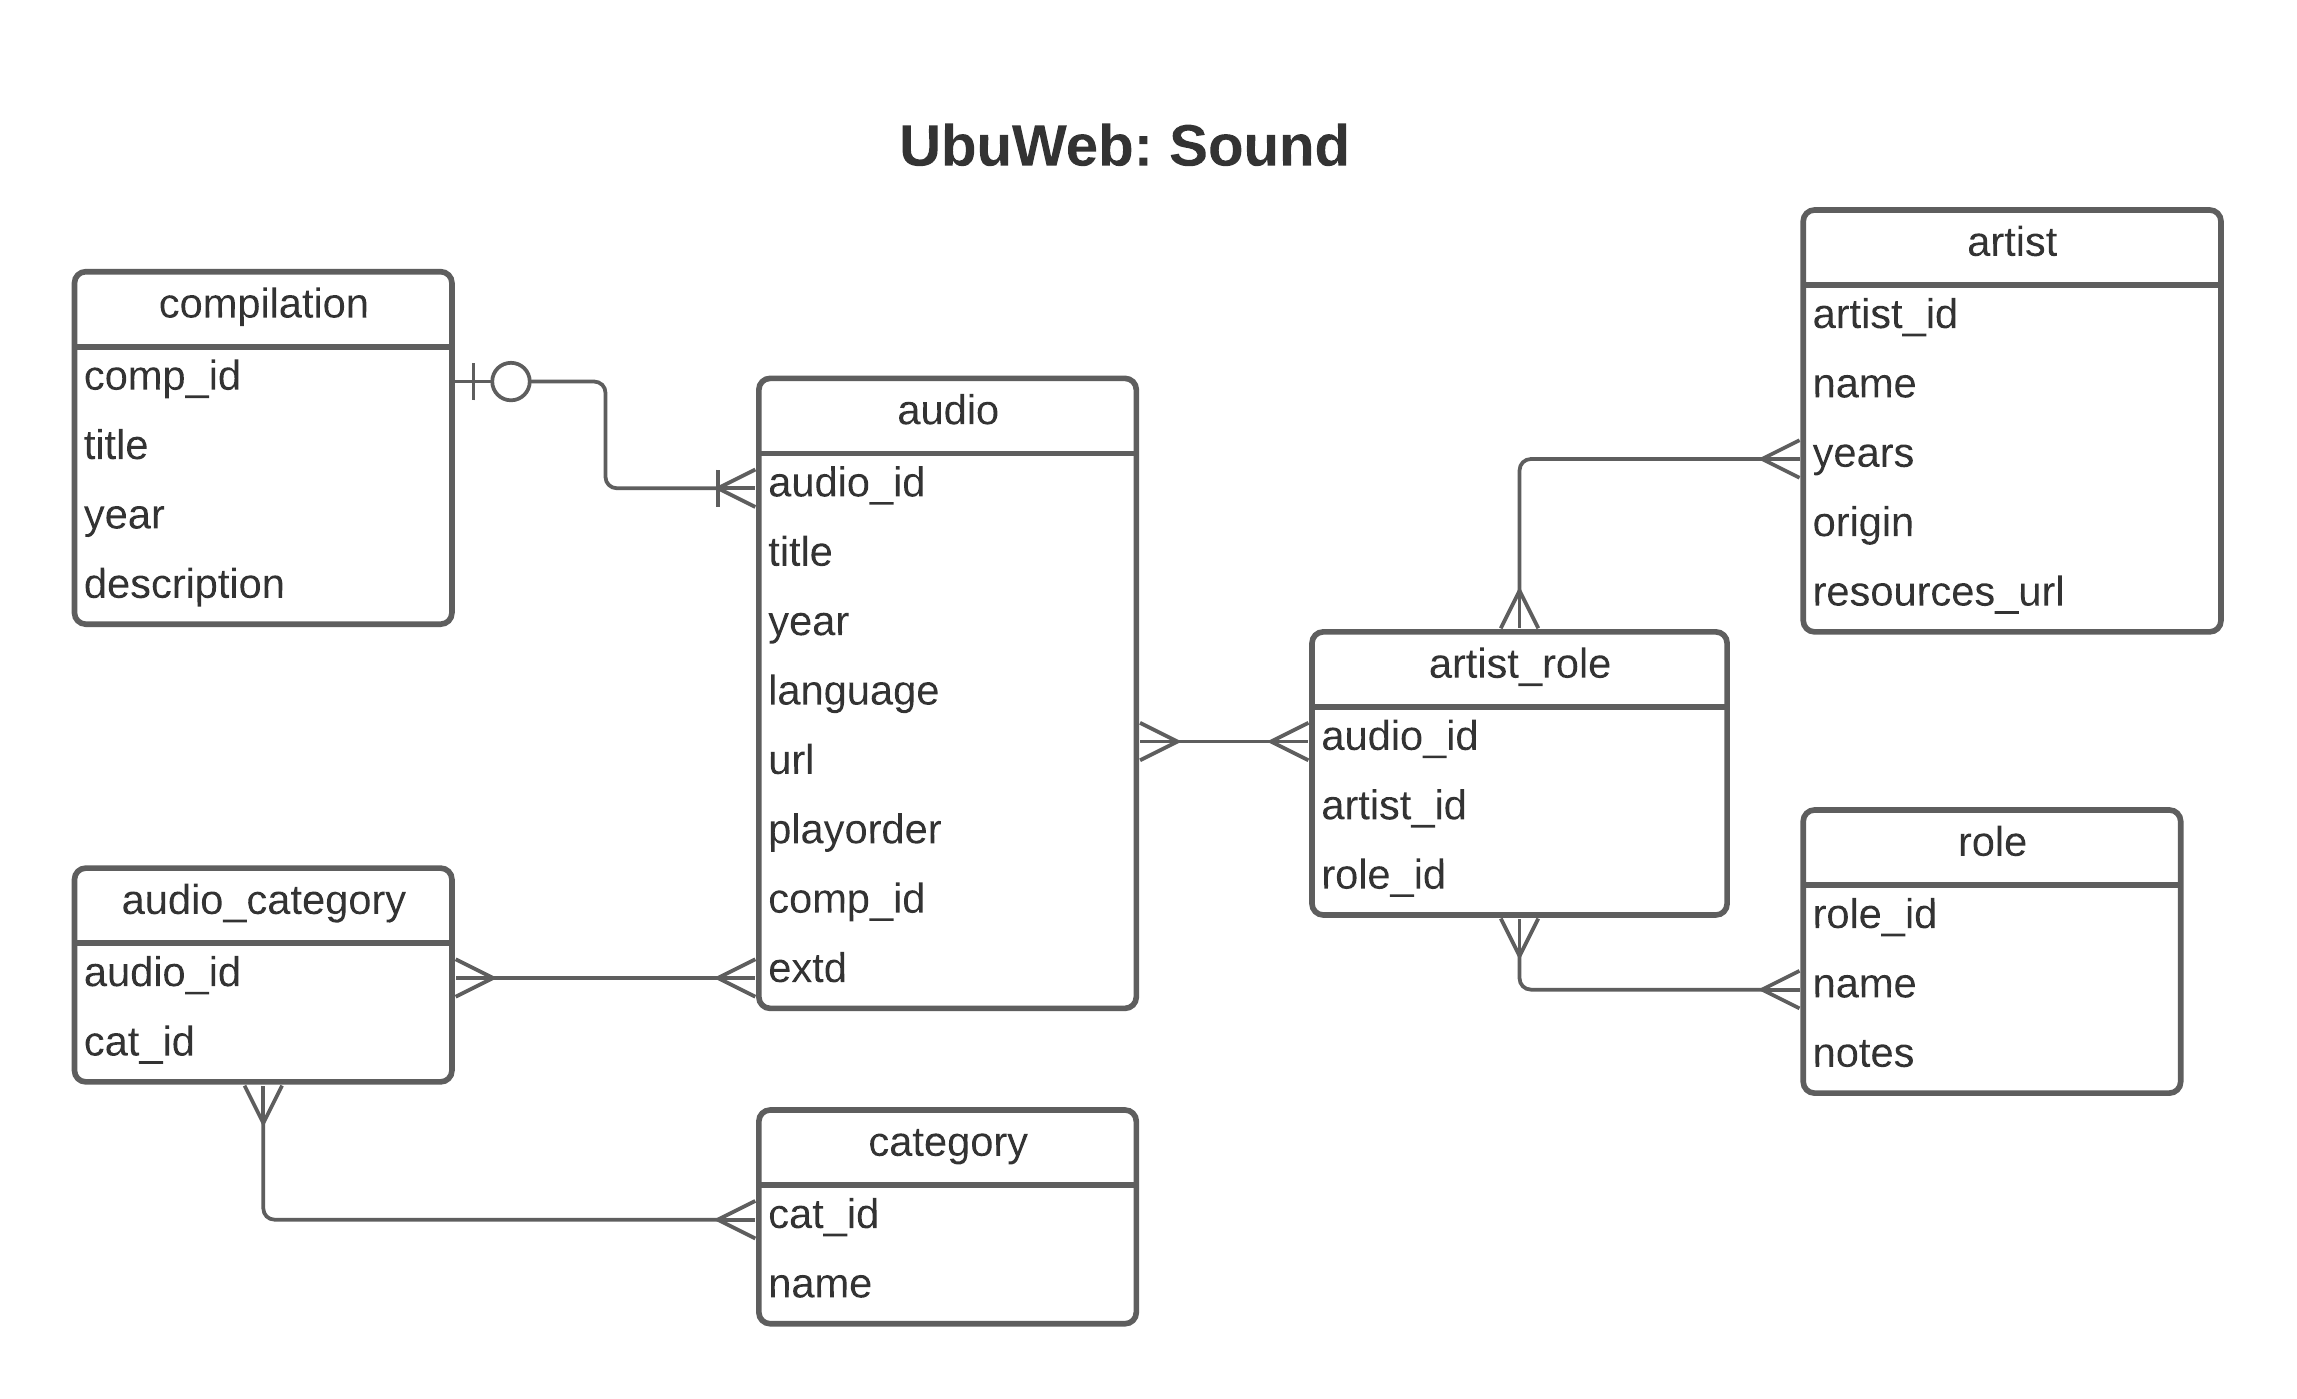 UbuWeb: Sound
compilation
comp_id
title
year
description
audio
audio_id
title
year
language
url
playorder
comp_id
extd
artist
artist_id
name
years
origin
resources_url
artist_role
audio_id
artist_id
role_id
role
role_id
name
notes
audio_category
audio_id
cat_id
category
cat_id
name